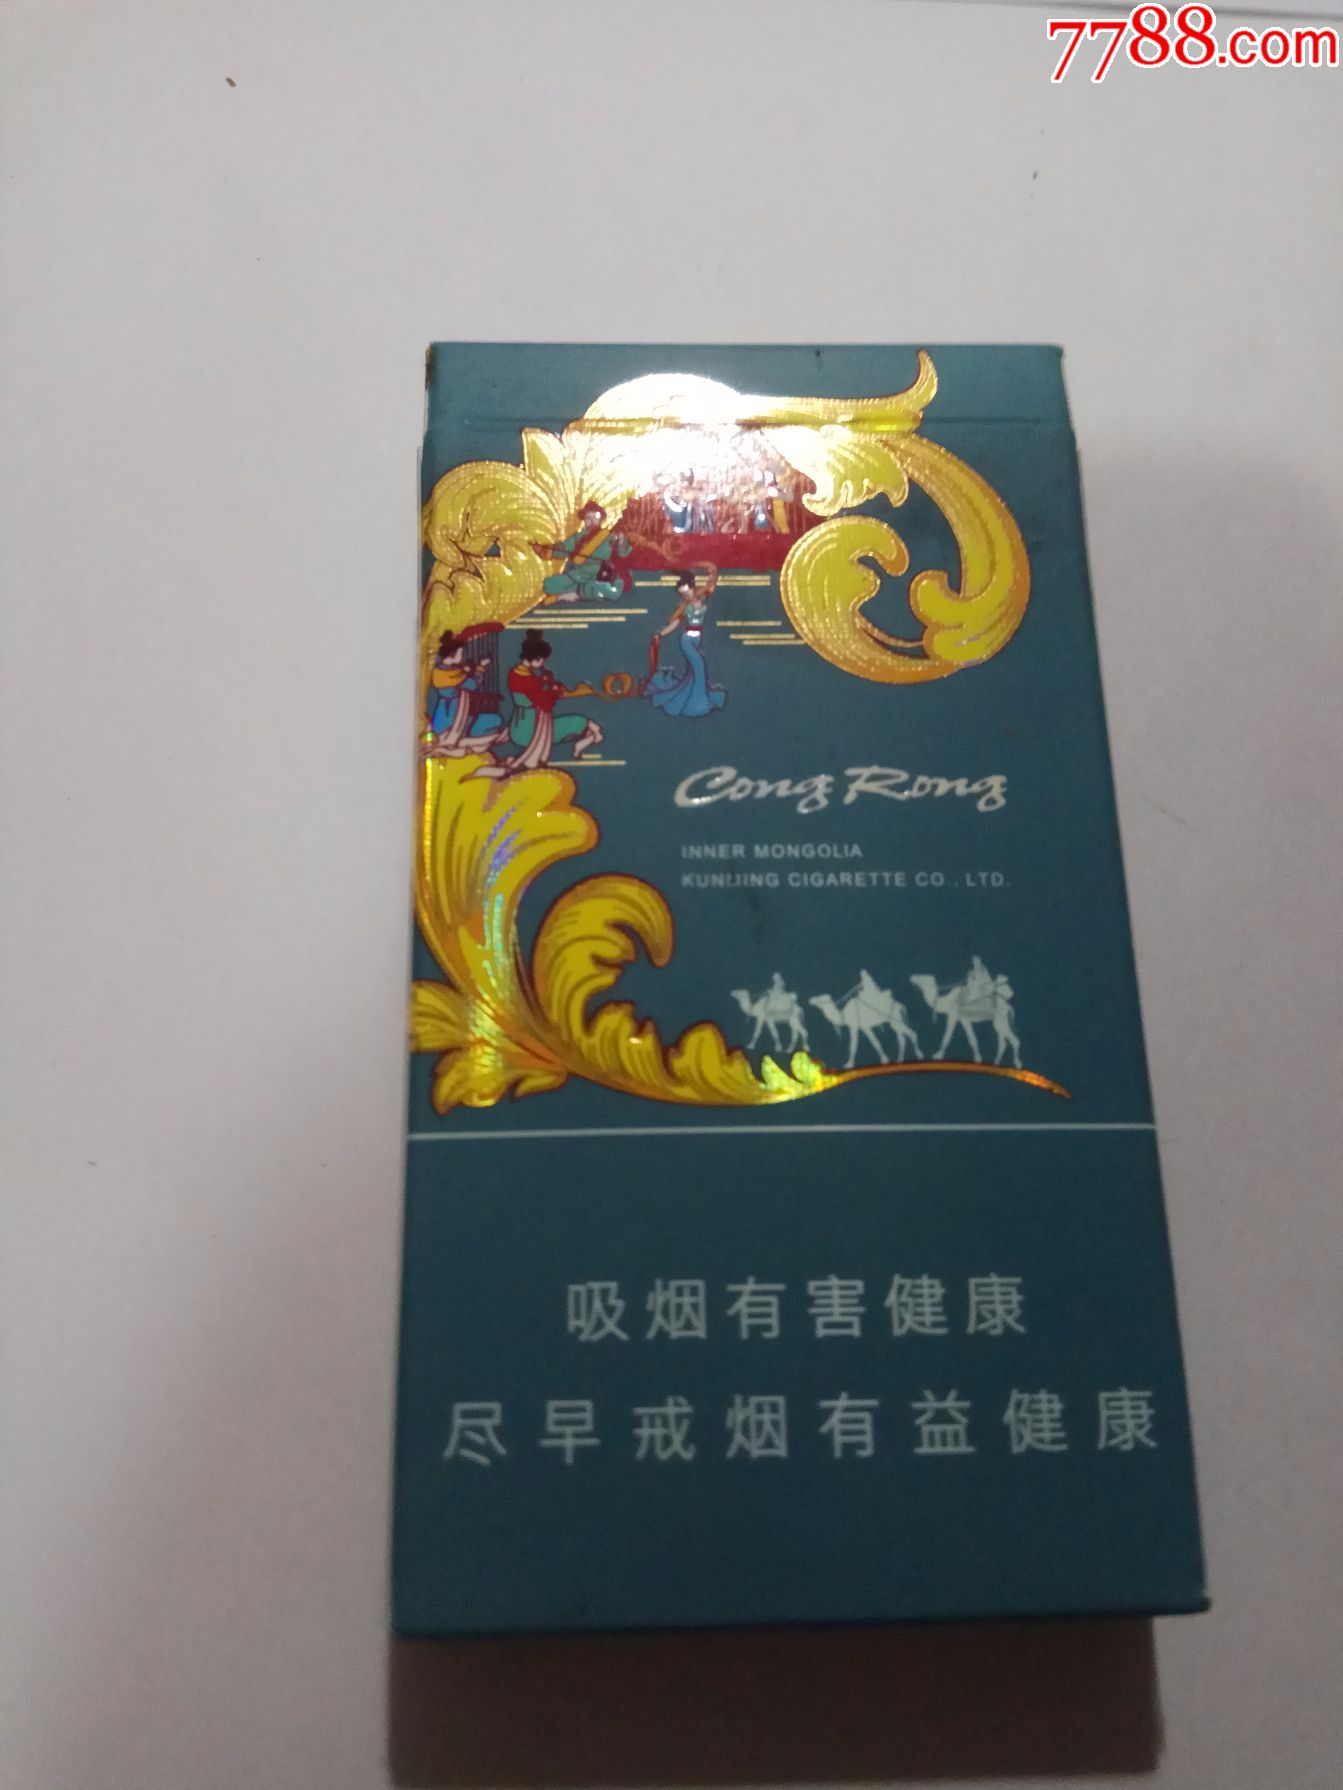 7788.com
Cong Rong
INNER MONGOLIA
KUNMING CIGARETTE CO., LTD.
吸烟有害健康
尽早戒烟有益健康